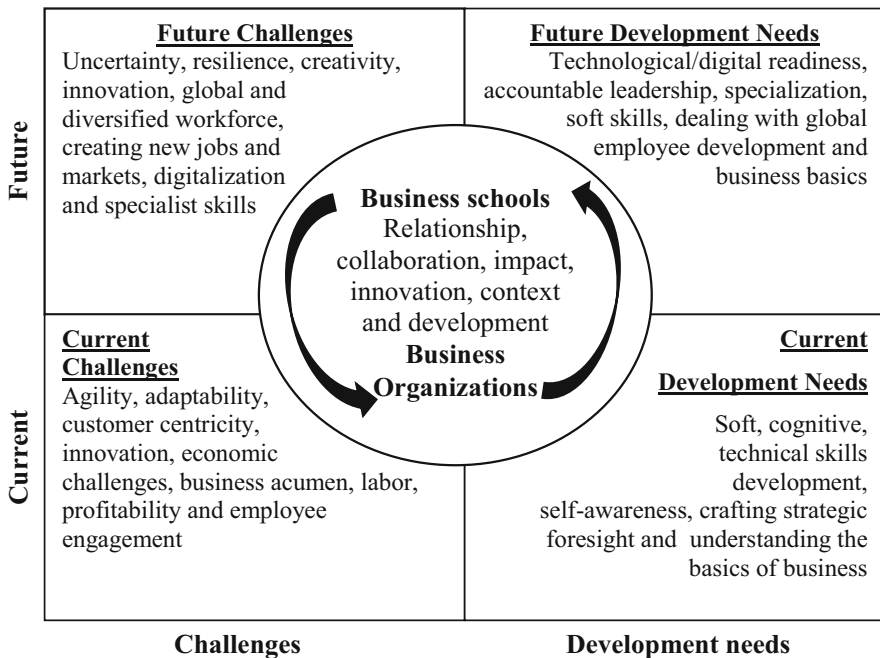 Future Challenges
Uncertainty, resilience, creativity,
innovation, global and
diversified workforce,
creating new jobs and
markets, digitalization
and specialist skills
Future Development Needs
Technological/digital readiness,
accountable leadership, specialization,
soft skills, dealing with global
employee development and
business basics
Future
Business schools
Relationship,
collaboration, impact,
innovation, context
and development
Business
Organizations
Current
Challenges
Agility, adaptability,
customer centricity,
innovation, economic
challenges, business acumen, labor,
profitability and employee
engagement
Current
Development Needs
Soft, cognitive,
technical skills
development,
self-awareness, crafting strategic
foresight and understanding the
basics of business
Current
Challenges
Development needs